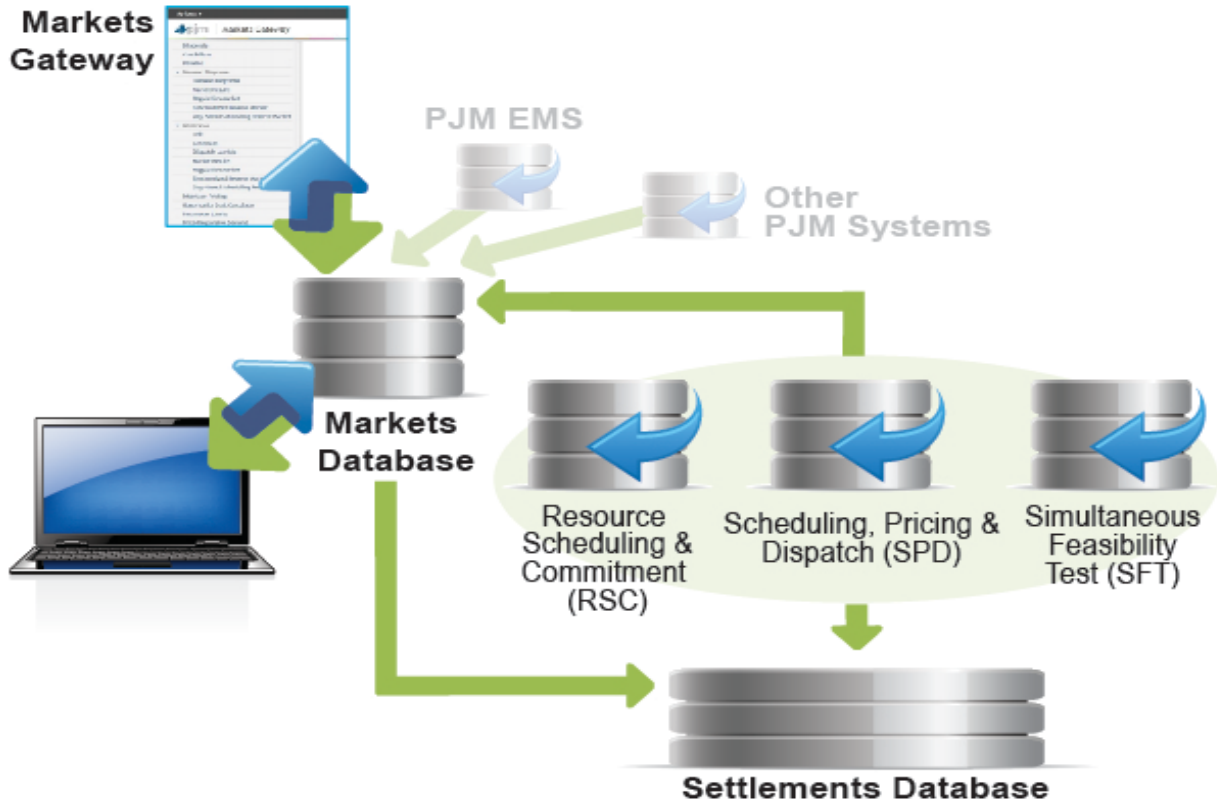 Markets
Gateway
pjm Markets Gateway
PJM EMS
Other
PJM Systems
Markets
Database
Resource
Scheduling &
Commitment
(RSC)
Scheduling, Pricing &
Dispatch (SPD)
Simultaneous
Feasibility
Test (SFT)
Settlements Database